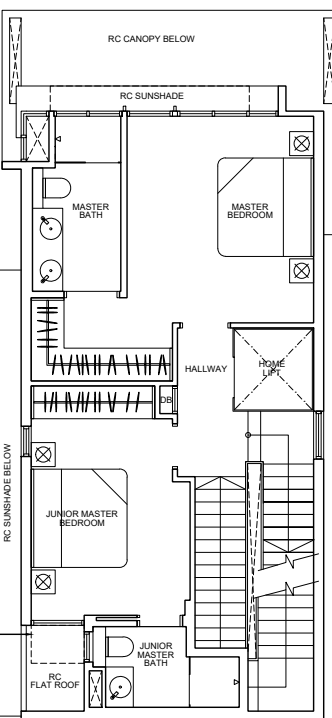 RC CANOPY BELOW
RC SUNSHADE
MASTER
BATH
MASTER
BEDROOM
HALLWAY
HOME
LIFT
DB
RC SUNSHADE BELOW
JUNIOR MASTER
BEDROOM
JUNIOR
MASTER
BATH
RC
FLAT ROOF